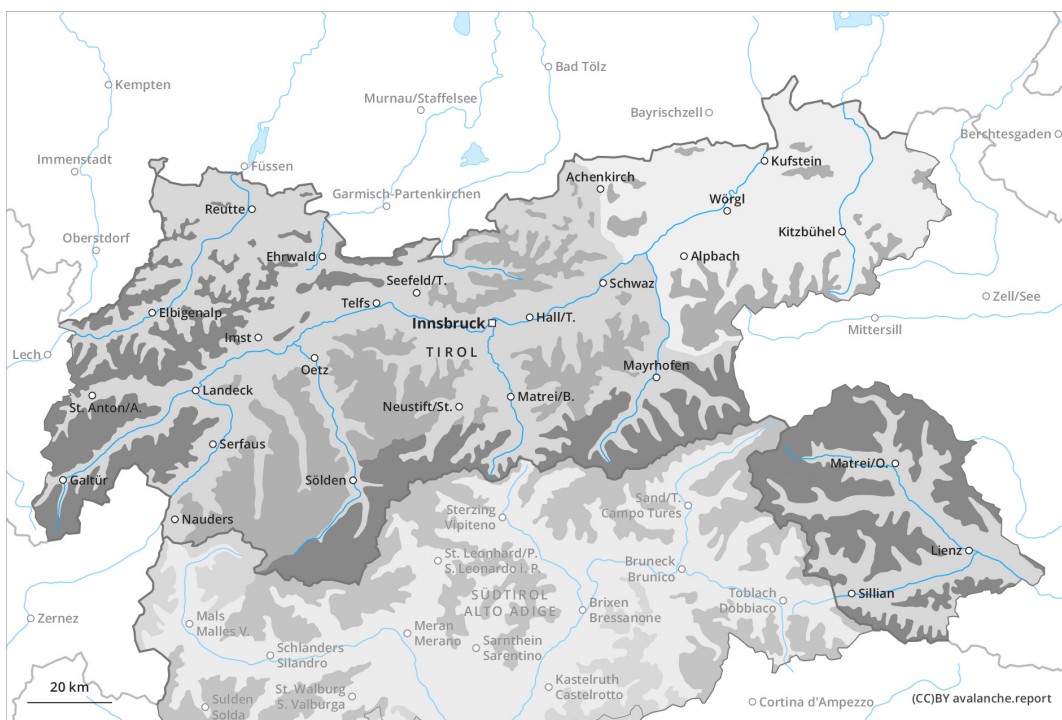 Kempten
Bad Tölz
Murnau/Staffelsee
Bayrischzell
Berchtesgaden
Immenstadt
Füssen
Kufstein
Achenkirch
Garmisch-Partenkirchen
Reutte
Wörgl
Oberstdorf
Kitzbühel
Ehrwald
Alpbach
Seefeld/T.
Schwaz
Zell/See
Telfs
Elbigenalp
Innsbruck
Hall/T.
Mittersill
Imst
Lech
TIROL
Oetz
Mayrhofen
Landeck
St. Anton/A.
Neustift/St.
Matrei/B.
Serfaus
Matrei/O.
Galtür
Sölden
Sand/T.
Campo Tures
Sterzing
Vipiteno
Nauders
Lienz
St. Leonhard/P.
S. Leonardo i. P.
Bruneck
Brunico
SÜDTIROL
ALTO ADIGE
Sillian
Toblach
Dobbiaco
Brixen
Bressanone
Zernez
Mals
Malles V.
Meran
Merano
Sarnthein
Sarentino
Schlanders
Silandro
Kastelruth
Castelrotto
20 km
St. Walburg
S. Valburga
Sulden
Solda
Cortina d'Ampezzo
(CC)BY avalanche.report